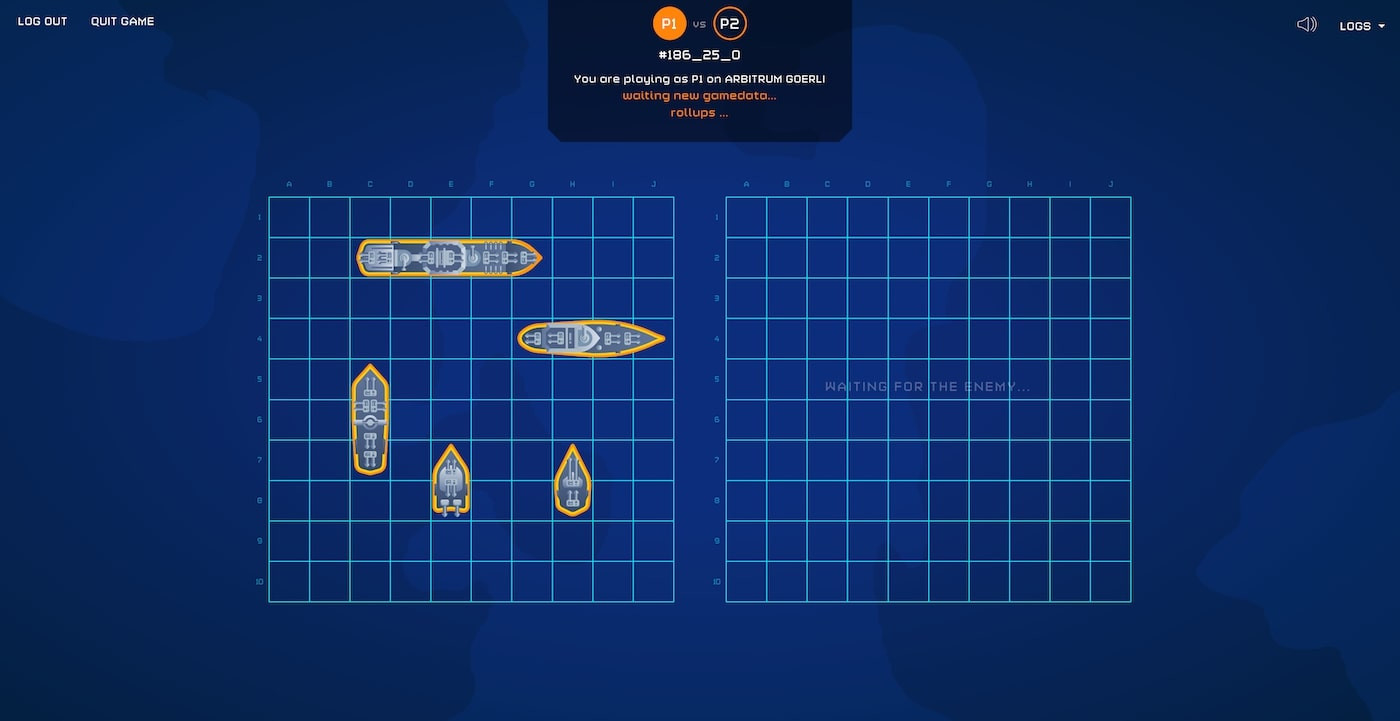 LOG OUT QUIT GAME
P1 vs P2
LOGS
#186_25_0
You are playing as P1 on ARBITRUM GOERLI
waiting new gamedata...
rollups ...
A B C D E F G H I J
A B C D E F G H I J
1
2
3
4
5
6
7
8
9
10
1
2
3
4
5
6
7
8
9
10
WAITING FOR THE ENEMY...